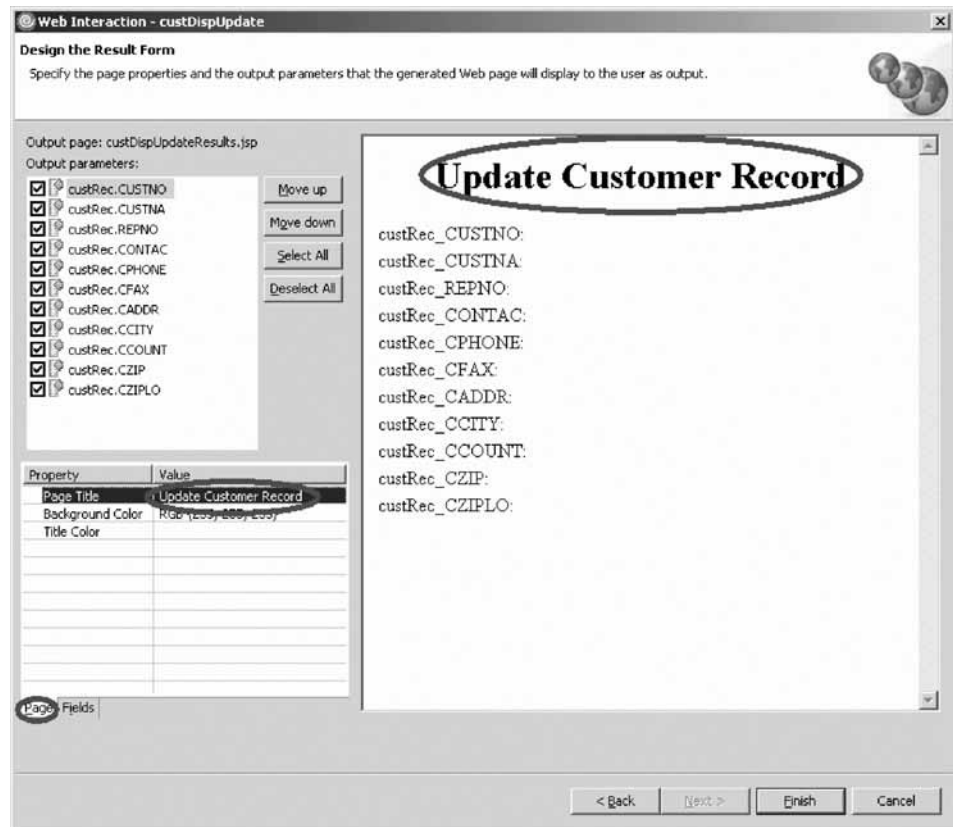 Web Interaction - custDispUpdate
Design the Result Form
Specify the page properties and the output parameters that the generated Web page will display to the user as output.
Output page: custDispUpdateResults.jsp
Output parameters:
custRec.CUSTNO
custRec.CUSTNA
custRec.REPNO
custRec.CONTAC
custRec.CPHONE
custRec.CFAX
custRec.CADDR
custRec.CCITY
custRec.CCOUNT
custRec.CZIP
custRec.CZIPLO
Move up
Move down
Select All
Deselect All
Property Value
Page Title Update Customer Record
Background Color RGB {255, 255, 255}
Title Color
Page Fields
Update Customer Record
custRec_CUSTNO:
custRec_CUSTNA:
custRec_REPNO:
custRec_CONTAC:
custRec_CPHONE:
custRec_CFAX:
custRec_CADDR:
custRec_CCITY:
custRec_CCOUNT:
custRec_CZIP:
custRec_CZIPLO:
< Back Next > Finish Cancel